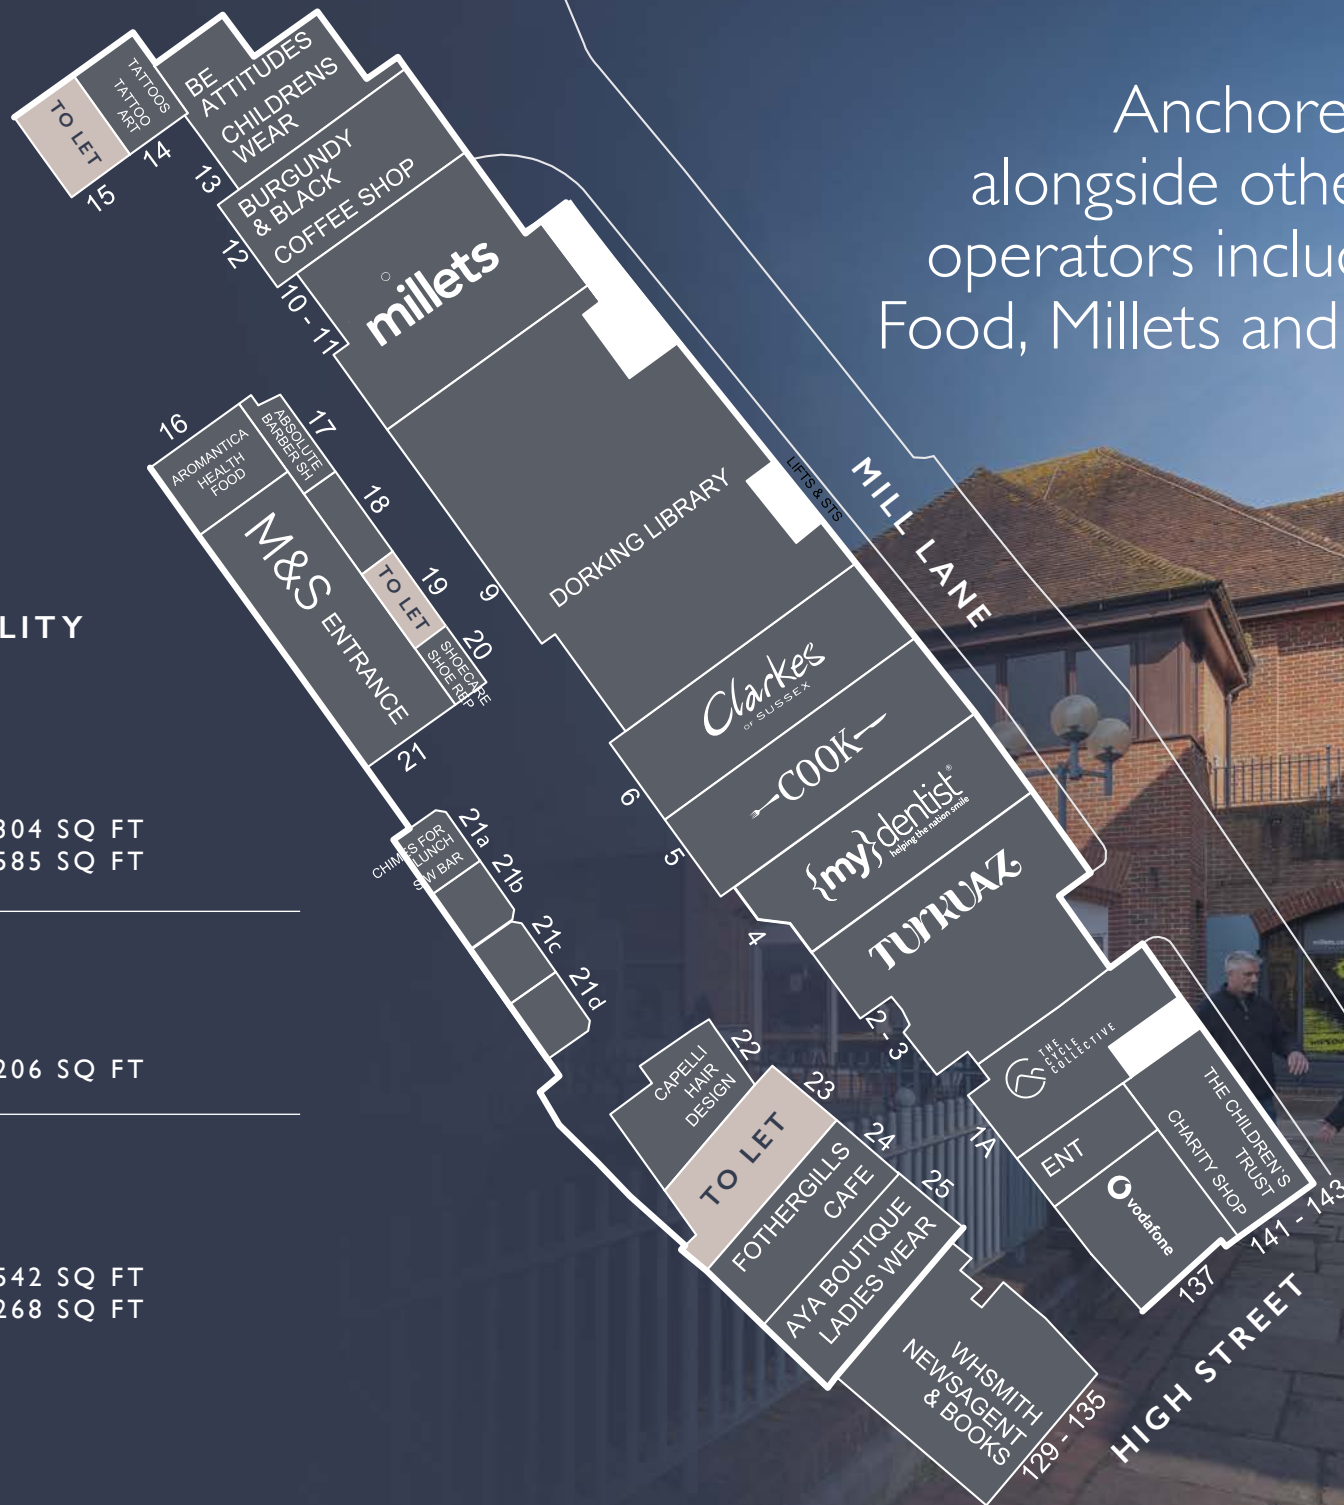 Anchore
alongside othe
operators includ
Food, Millets and
LITY
304 SQ FT
585 SQ FT
206 SQ FT
542 SQ FT
268 SQ FT
TO LET
15
TATTOOS
TATTOO
ART
14
BE
ATTITUDES
CHILDRENS
WEAR
13
BURGUNDY
& BLACK
COFFEE SHOP
12
millets
10 - 11
DORKING LIBRARY
9
LIFTS & STS
MILL LANE
16
AROMANTICA
HEALTH
FOOD
17
ABSOLUTE
BARBER SH
18
19
TO LET
20
SHOECARE
SHOE REP
M&S ENTRANCE
21
CHIMES FOR
LUNCH
S/W BAR
21a
21b
21c
21d
Clarkes
OF SUSSEX
6
COOK
5
{my}dentist®
helping the nation smile
4
TURKUAZ
2 - 3
THE
CYCLE
COLLECTIVE
1A
ENT
vodafone
137
THE CHILDREN'S
TRUST
CHARITY SHOP
141 - 143
CAPELLI
HAIR
DESIGN
22
TO LET
23
FOTHERGILLS
CAFE
24
AYA BOUTIQUE
LADIES WEAR
25
WHSMITH
NEWSAGENT
& BOOKS
129 - 135
HIGH STREET